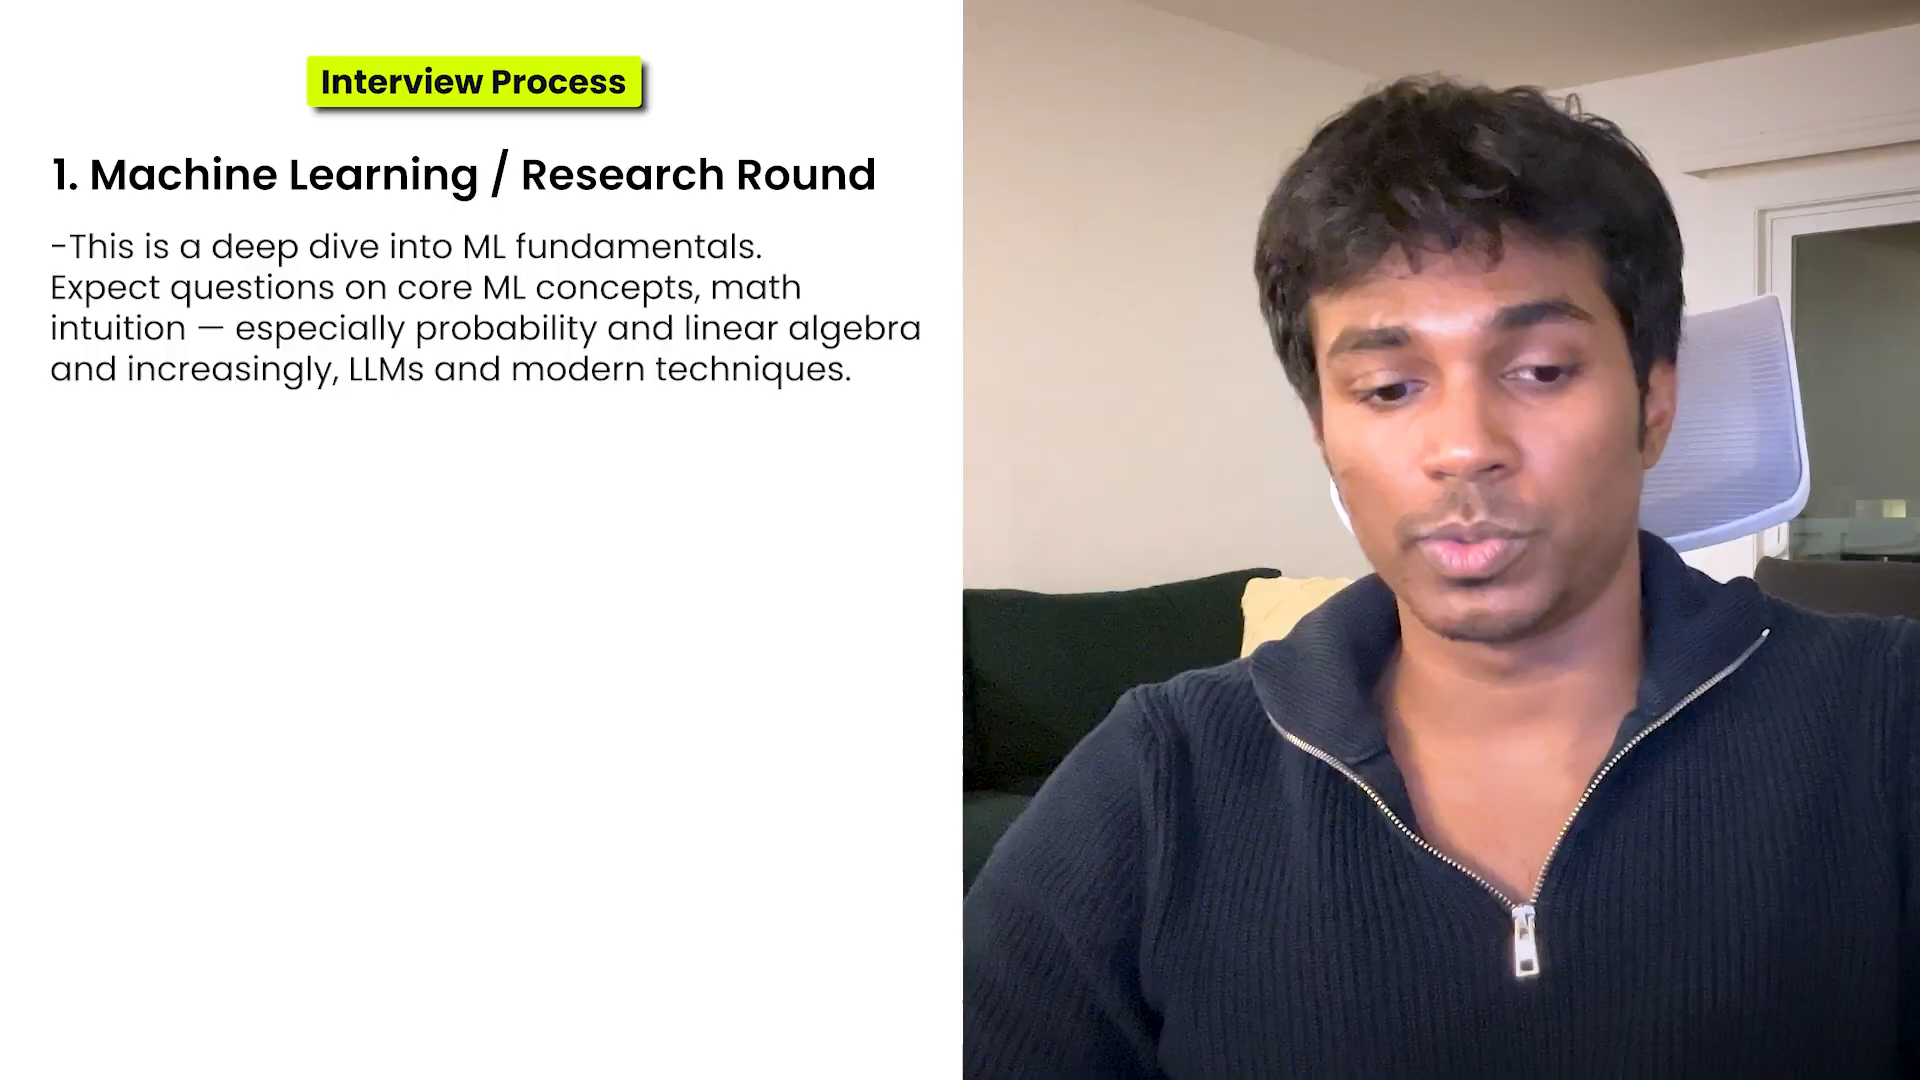 Interview Process
1. Machine Learning / Research Round
-This is a deep dive into ML fundamentals.
Expect questions on core ML concepts, math
intuition — especially probability and linear algebra
and increasingly, LLMs and modern techniques.